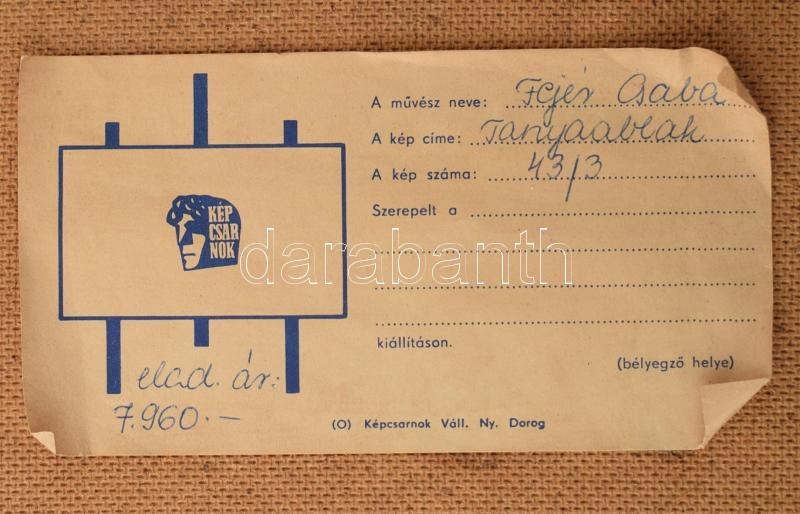 A művész neve: Fejér Csaba
A kép címe: Tanyaablak
A kép száma: 43/3
Szerepelt a
kiállításon.
(bélyegző helye)
KÉP
CSAR
NOK
elad. ár:
7.960.-
(O) Képcsarnok Váll. Ny. Dorog
darabanth